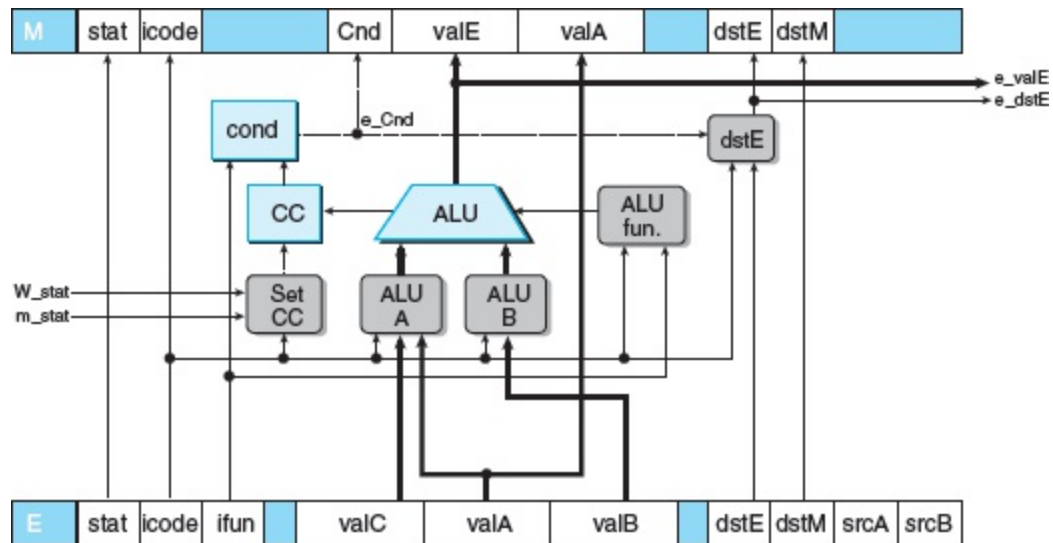 M stat icode Cnd valE valA dstE dstM
e_valE
e_dstE
cond
e_Cnd
dstE
CC
ALU
ALU
fun.
W_stat
m_stat
Set
CC
ALU
A
ALU
B
E stat icode ifun valC valA valB dstE dstM srcA srcB